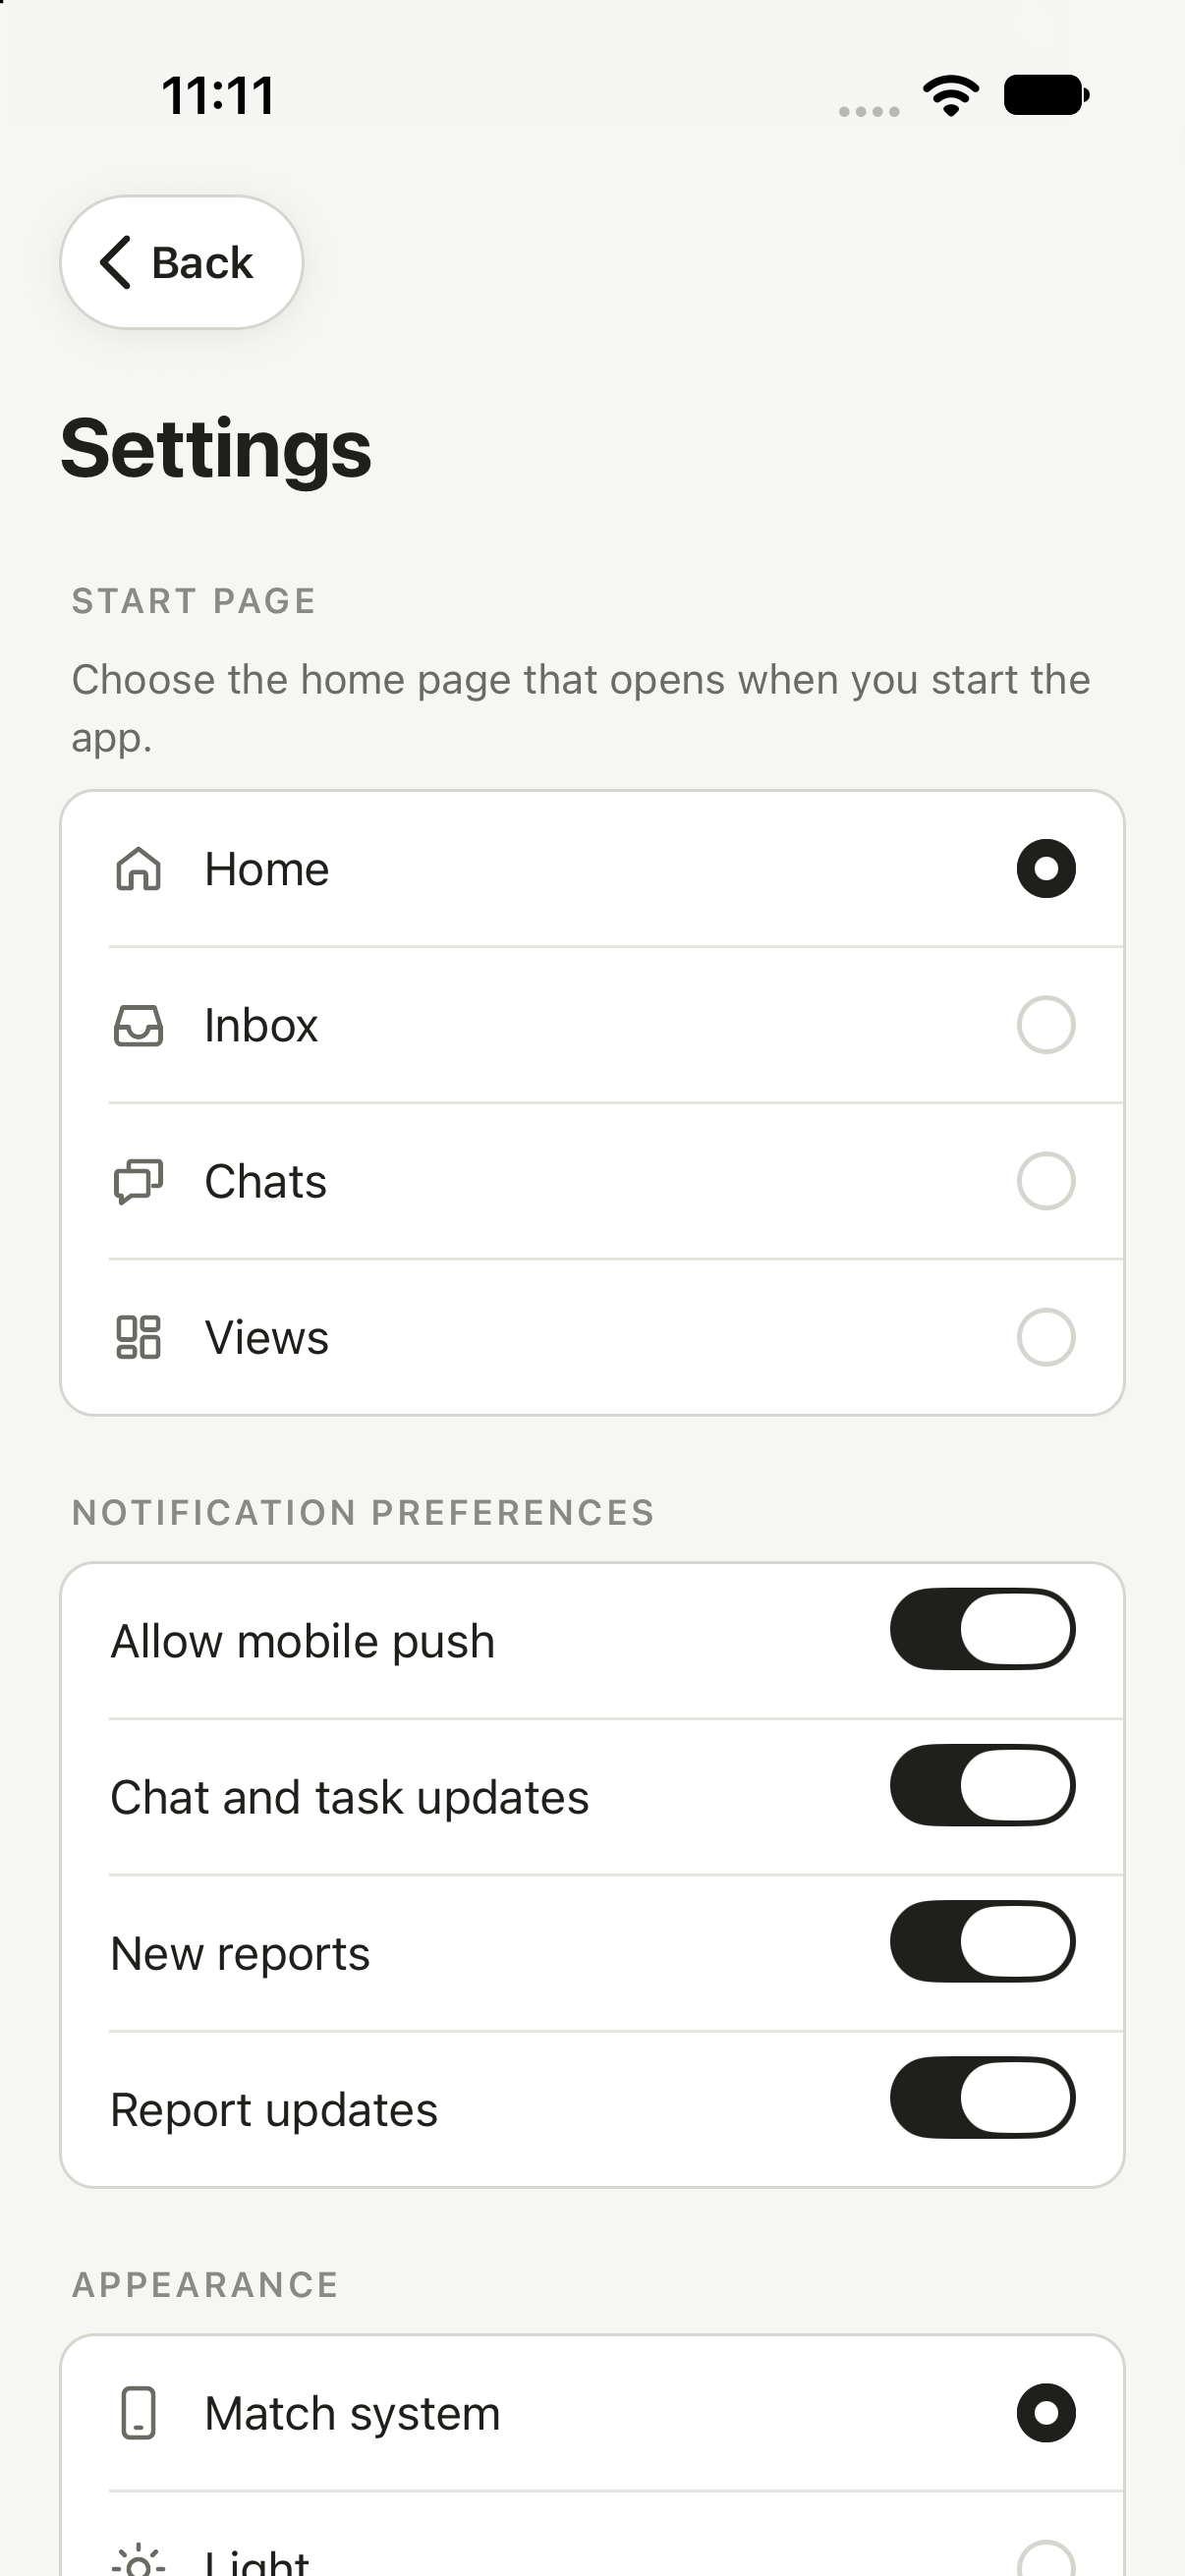 11:11
Back
Settings
START PAGE
Choose the home page that opens when you start the
app.
Home
Inbox
Chats
Views
NOTIFICATION PREFERENCES
Allow mobile push
Chat and task updates
New reports
Report updates
APPEARANCE
Match system
Light